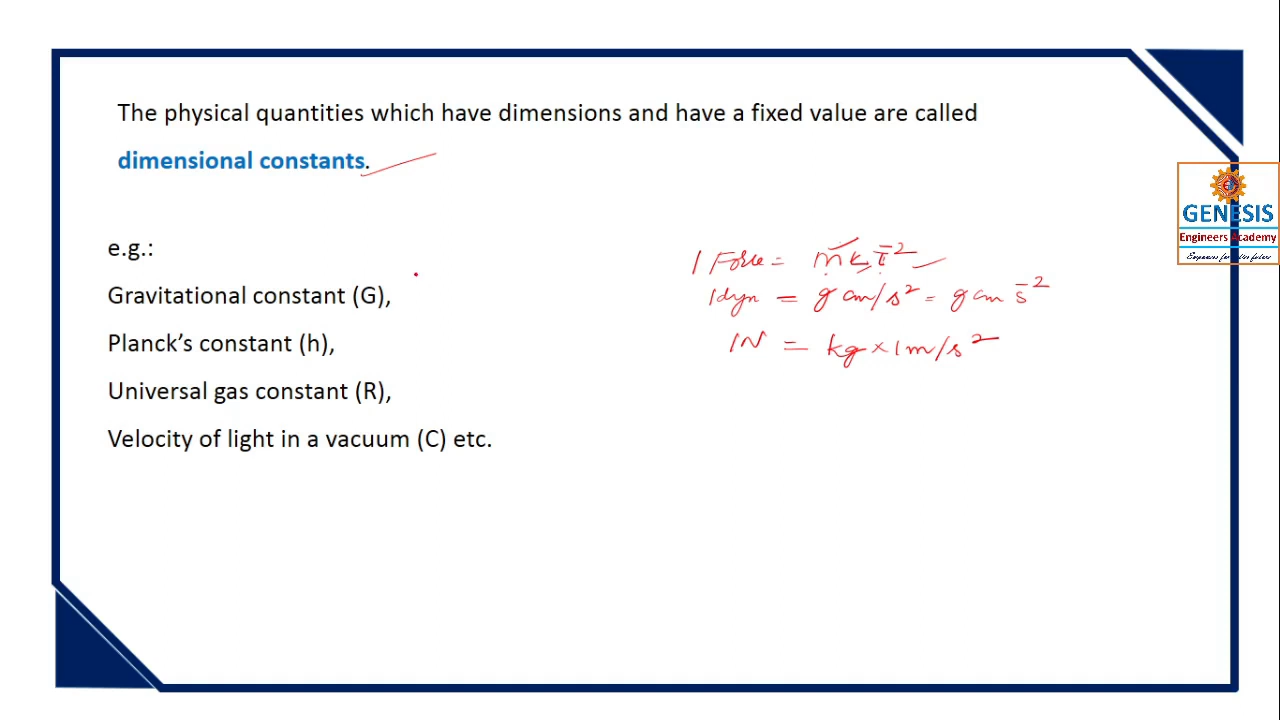 The physical quantities which have dimensions and have a fixed value are called
dimensional constants.
e.g.:
Gravitational constant (G),
Planck's constant (h),
Universal gas constant (R),
Velocity of light in a vacuum (C) etc.
1 Force =
1dyn = g cm/s² = g cm s̄²
1N = kg × 1m/s²
GENESIS
Engineers Academy